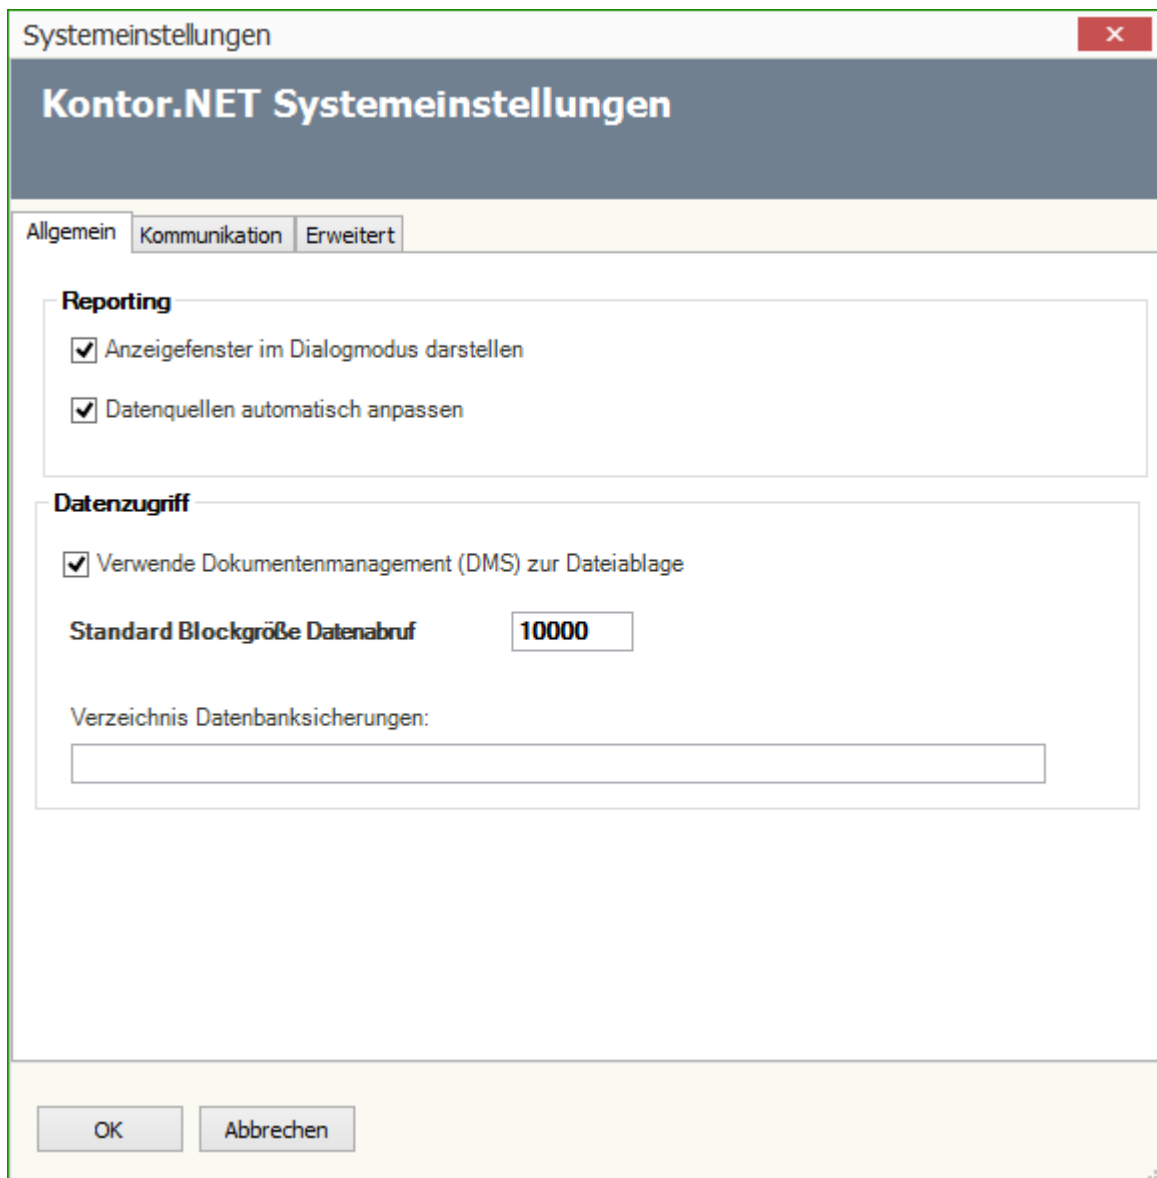 Systemeinstellungen
Kontor.NET Systemeinstellungen
Allgemein Kommunikation Erweitert
Reporting
Anzeigefenster im Dialogmodus darstellen
Datenquellen automatisch anpassen
Datenzugriff
Verwende Dokumentenmanagement (DMS) zur Dateiablage
Standard Blockgröße Datenabruf 10000
Verzeichnis Datenbanksicherungen:
OK Abbrechen